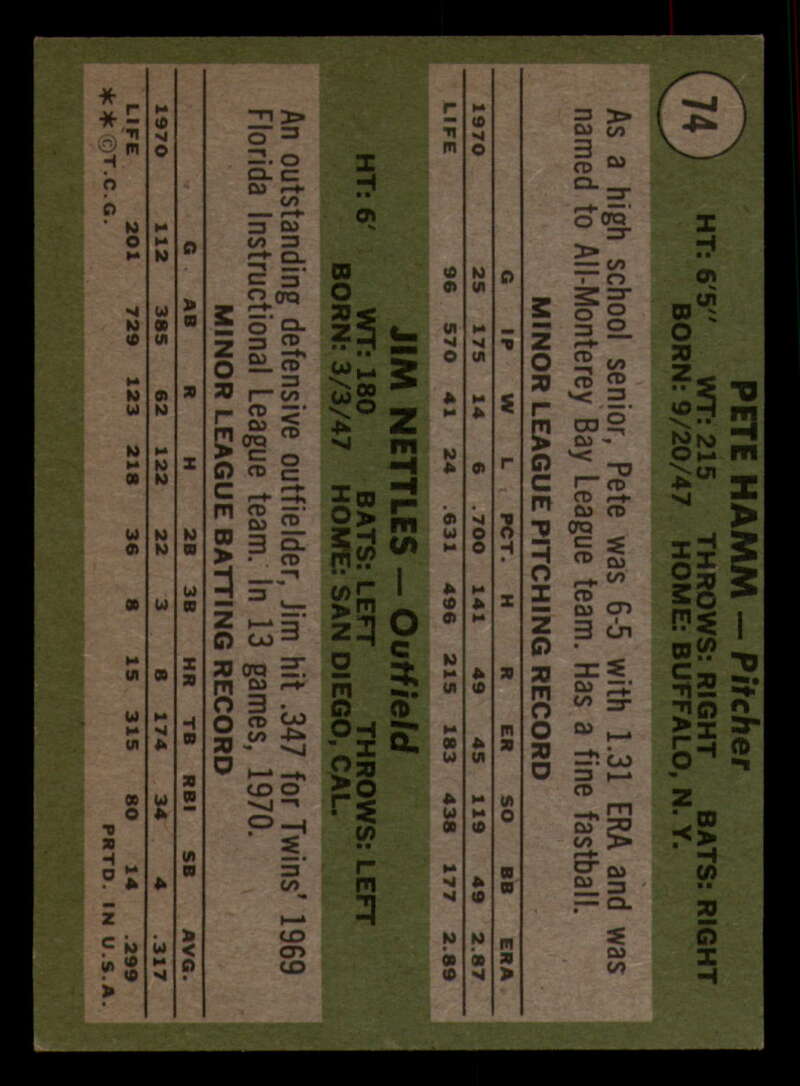 74
PETE HAMM — Pitcher
HT: 6'5" WT: 215 THROWS: RIGHT BATS: RIGHT
BORN: 9/20/47 HOME: BUFFALO, N. Y.
As a high school senior, Pete was 6-5 with 1.31 ERA and was
named to All-Monterey Bay League team. Has a fine fastball.
MINOR LEAGUE PITCHING RECORD
G IP W L PCT. H R ER SO BB ERA
1970 25 175 14 6 .700 141 49 45 119 49 2.87
LIFE 96 570 41 24 .631 496 215 183 438 177 2.89
JIM NETTLES — Outfield
HT: 6' WT: 180 BATS: LEFT THROWS: LEFT
BORN: 3/3/47 HOME: SAN DIEGO, CAL.
An outstanding defensive outfielder, Jim hit .347 for Twins' 1969
Florida Instructional League team. In 13 games, 1970.
MINOR LEAGUE BATTING RECORD
G AB R H 2B 3B HR TB RBI SB AVG.
1970 112 385 62 122 22 3 8 174 34 4 .317
LIFE 201 729 123 218 36 8 15 315 80 14 .299
**©T.C.G. PRTD. IN U.S.A.